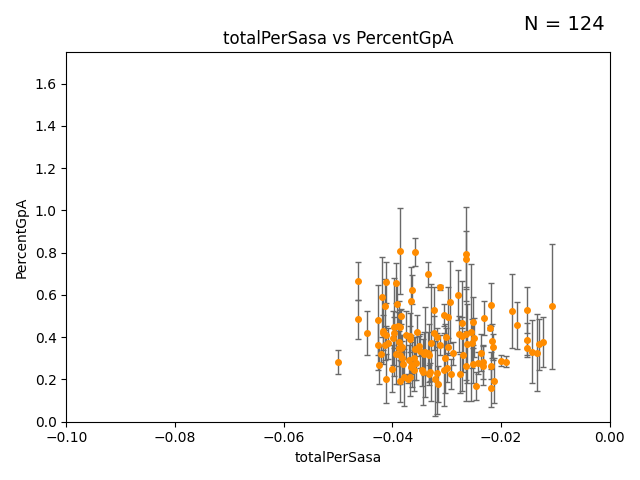 N = 124
totalPerSasa vs PercentGpA
PercentGpA
1.6
1.4
1.2
1.0
0.8
0.6
0.4
0.2
0.0
−0.10 −0.08 −0.06 −0.04 −0.02 0.00
totalPerSasa